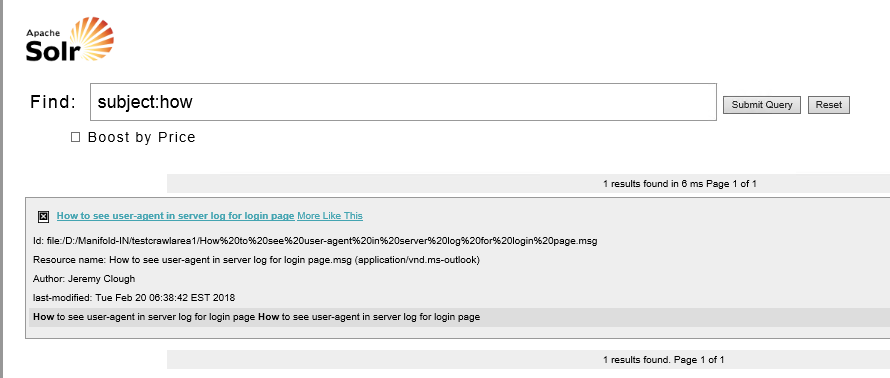 Apache
Solr
Find: subject:how Submit Query Reset
Boost by Price
1 results found in 6 ms Page 1 of 1
How to see user-agent in server log for login page More Like This
Id: file:/D:/Manifold-IN/testcrawlarea1/How%20to%20see%20user-agent%20in%20server%20log%20for%20login%20page.msg
Resource name: How to see user-agent in server log for login page.msg (application/vnd.ms-outlook)
Author: Jeremy Clough
last-modified: Tue Feb 20 06:38:42 EST 2018
How to see user-agent in server log for login page How to see user-agent in server log for login page
1 results found. Page 1 of 1